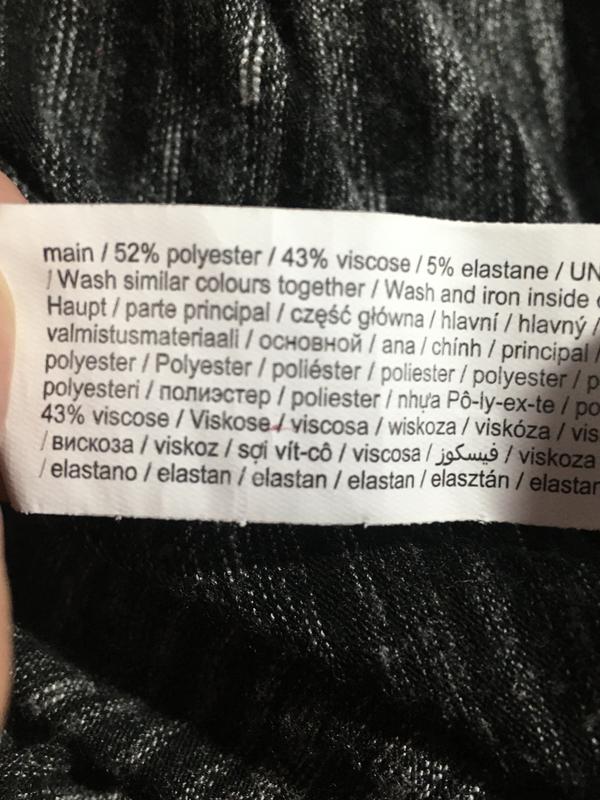 main / 52% polyester / 43% viscose / 5% elastane / UN
/ Wash similar colours together / Wash and iron inside
Haupt / parte principal / część główna / hlavní / hlavný /
valmistusmateriaali / основной / ana / chính / principal /
polyester / Polyester / poliéster / poliester / polyester / p
polyesteri / полиэстер / poliester / nhựa Pô-ly-ex-te / po
43% viscose / Viskose / viscosa / wiskoza / viskóza / vis
/ вискоза / viskoz / sợi vít-cô / viscosa / فيسكوز / viskoza
/ elastano / elastan / elastan / elastan / elasztán / elastan